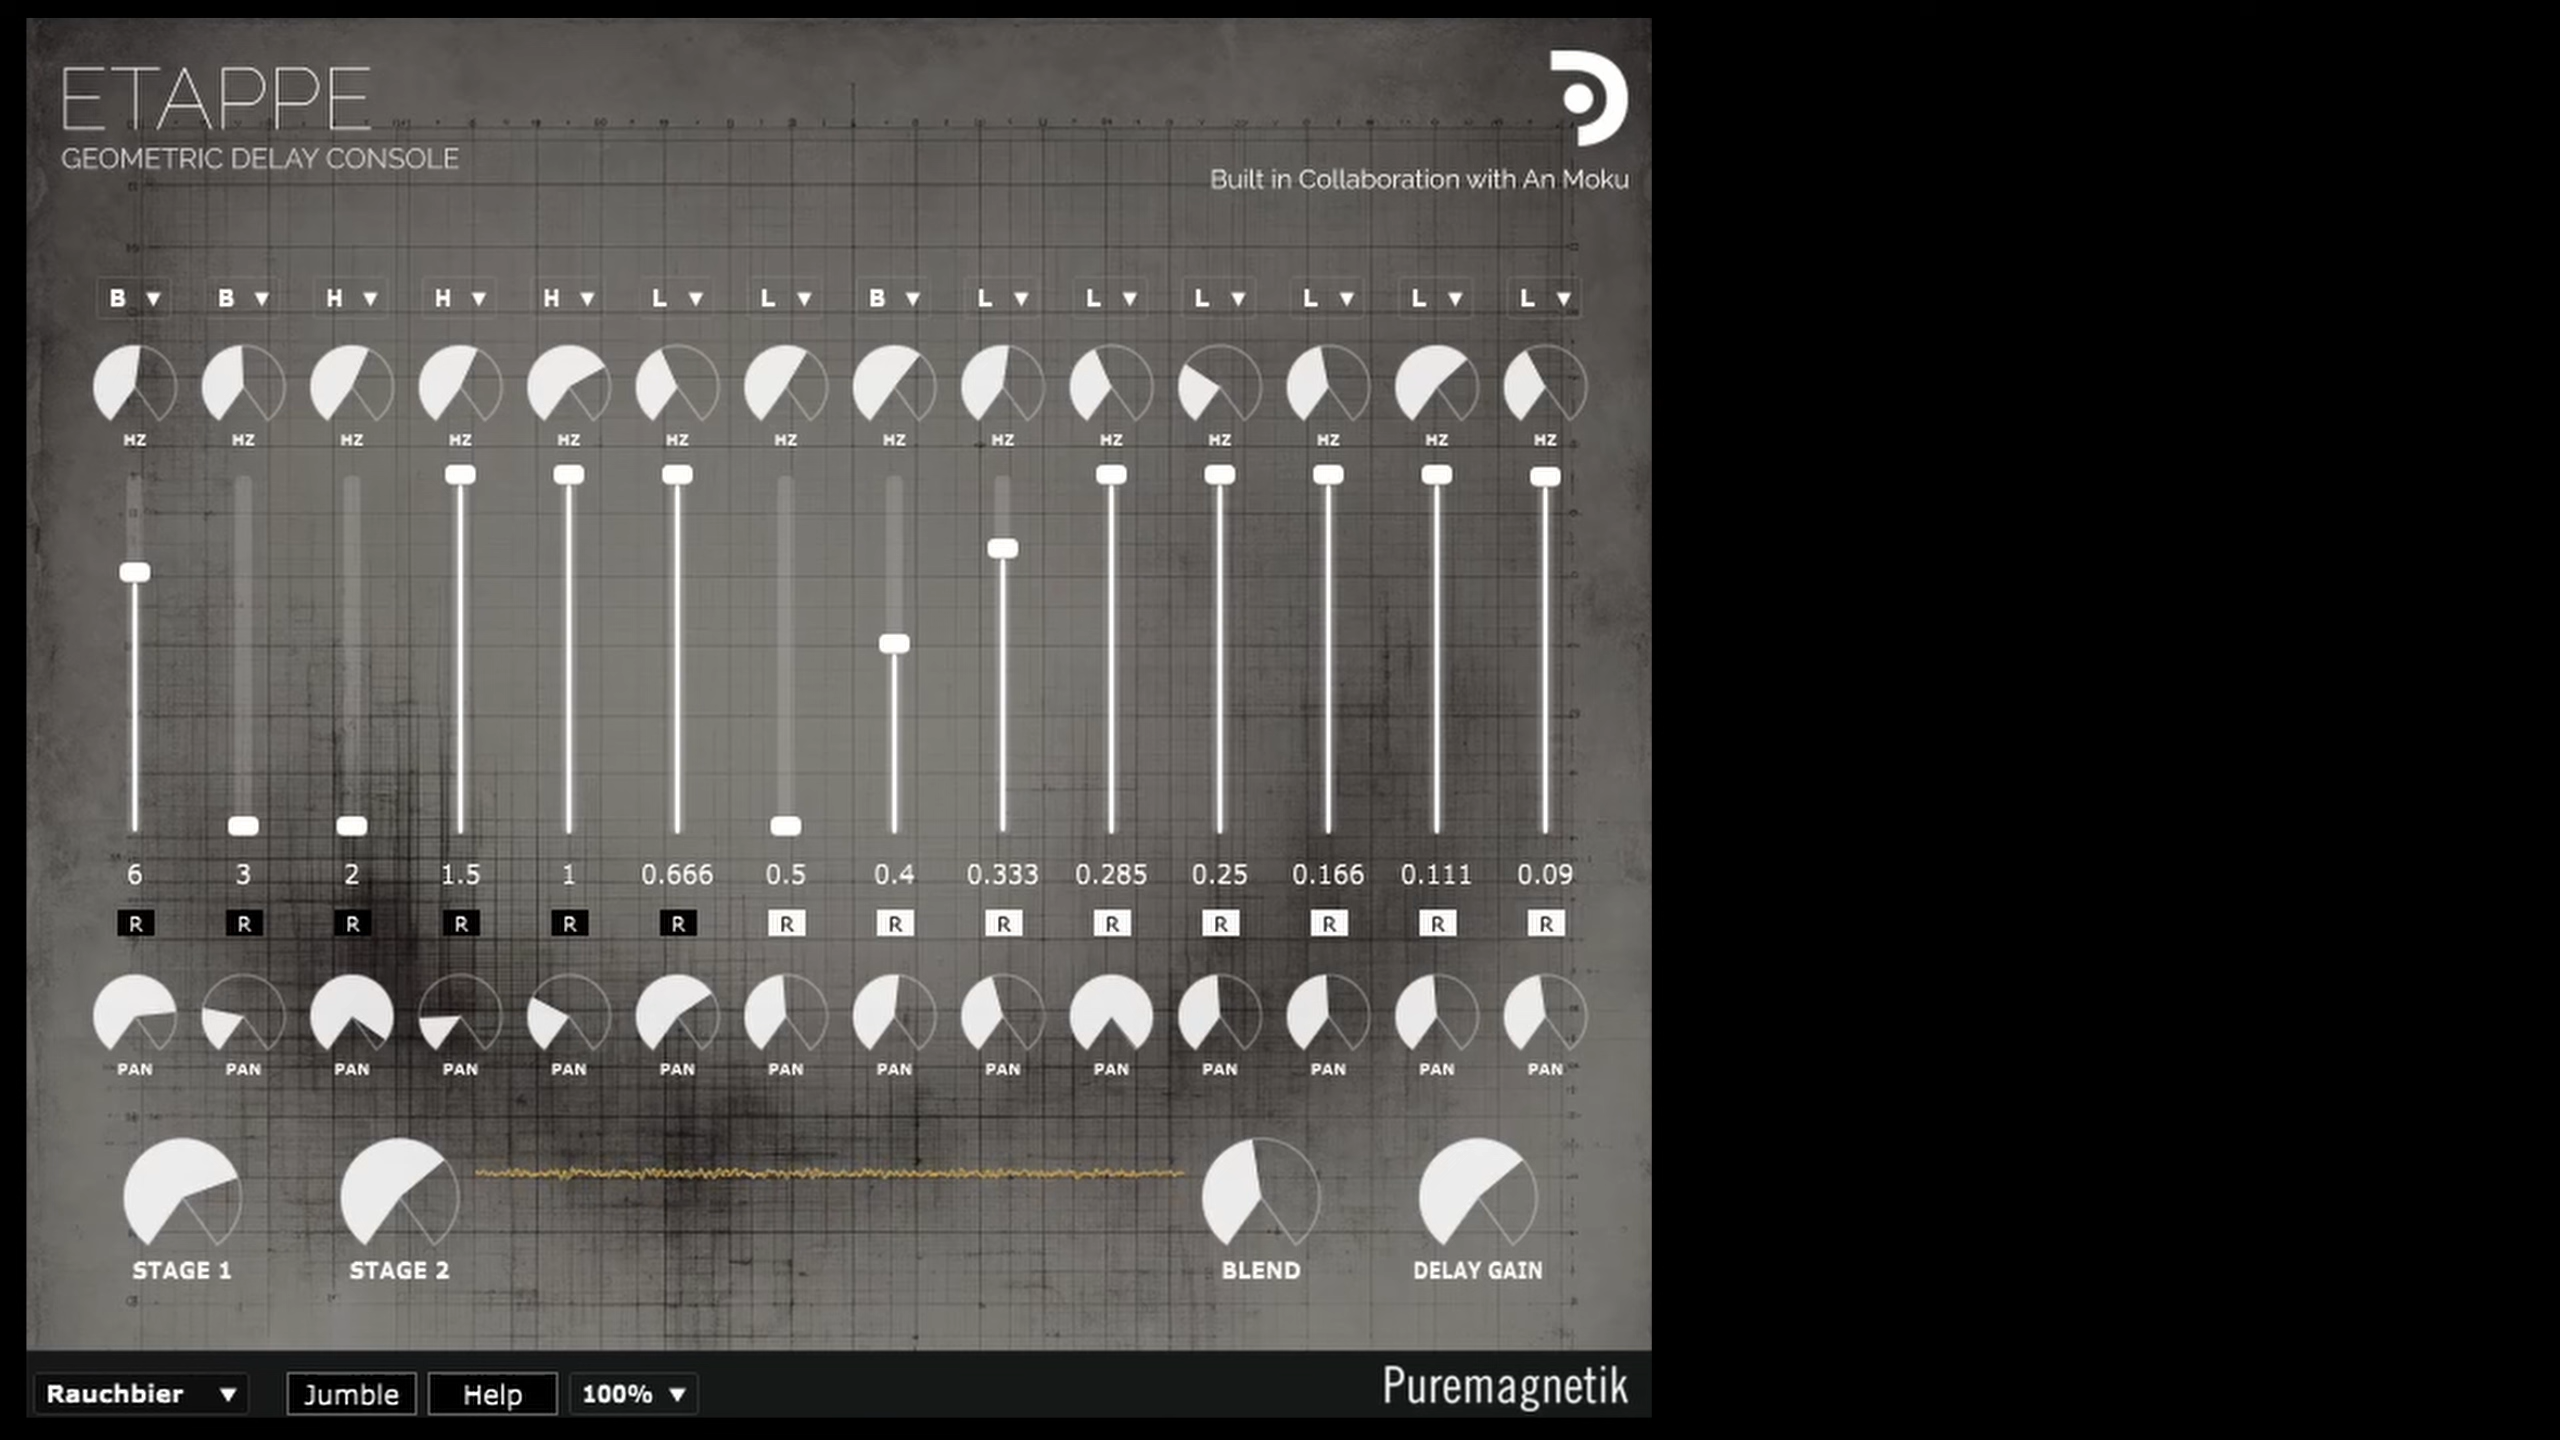 ETAPPE
GEOMETRIC DELAY CONSOLE
Built in Collaboration with An Moku
B ▼ B ▼ H ▼ H ▼ H ▼ L ▼ L ▼ B ▼ L ▼ L ▼ L ▼ L ▼ L ▼ L ▼
HZ HZ HZ HZ HZ HZ HZ HZ HZ HZ HZ HZ HZ HZ
6 3 2 1.5 1 0.666 0.5 0.4 0.333 0.285 0.25 0.166 0.111 0.09
R R R R R R R R R R R R R R
PAN PAN PAN PAN PAN PAN PAN PAN PAN PAN PAN PAN PAN PAN
STAGE 1 STAGE 2 BLEND DELAY GAIN
Rauchbier ▼ Jumble Help 100% ▼ Puremagnetik